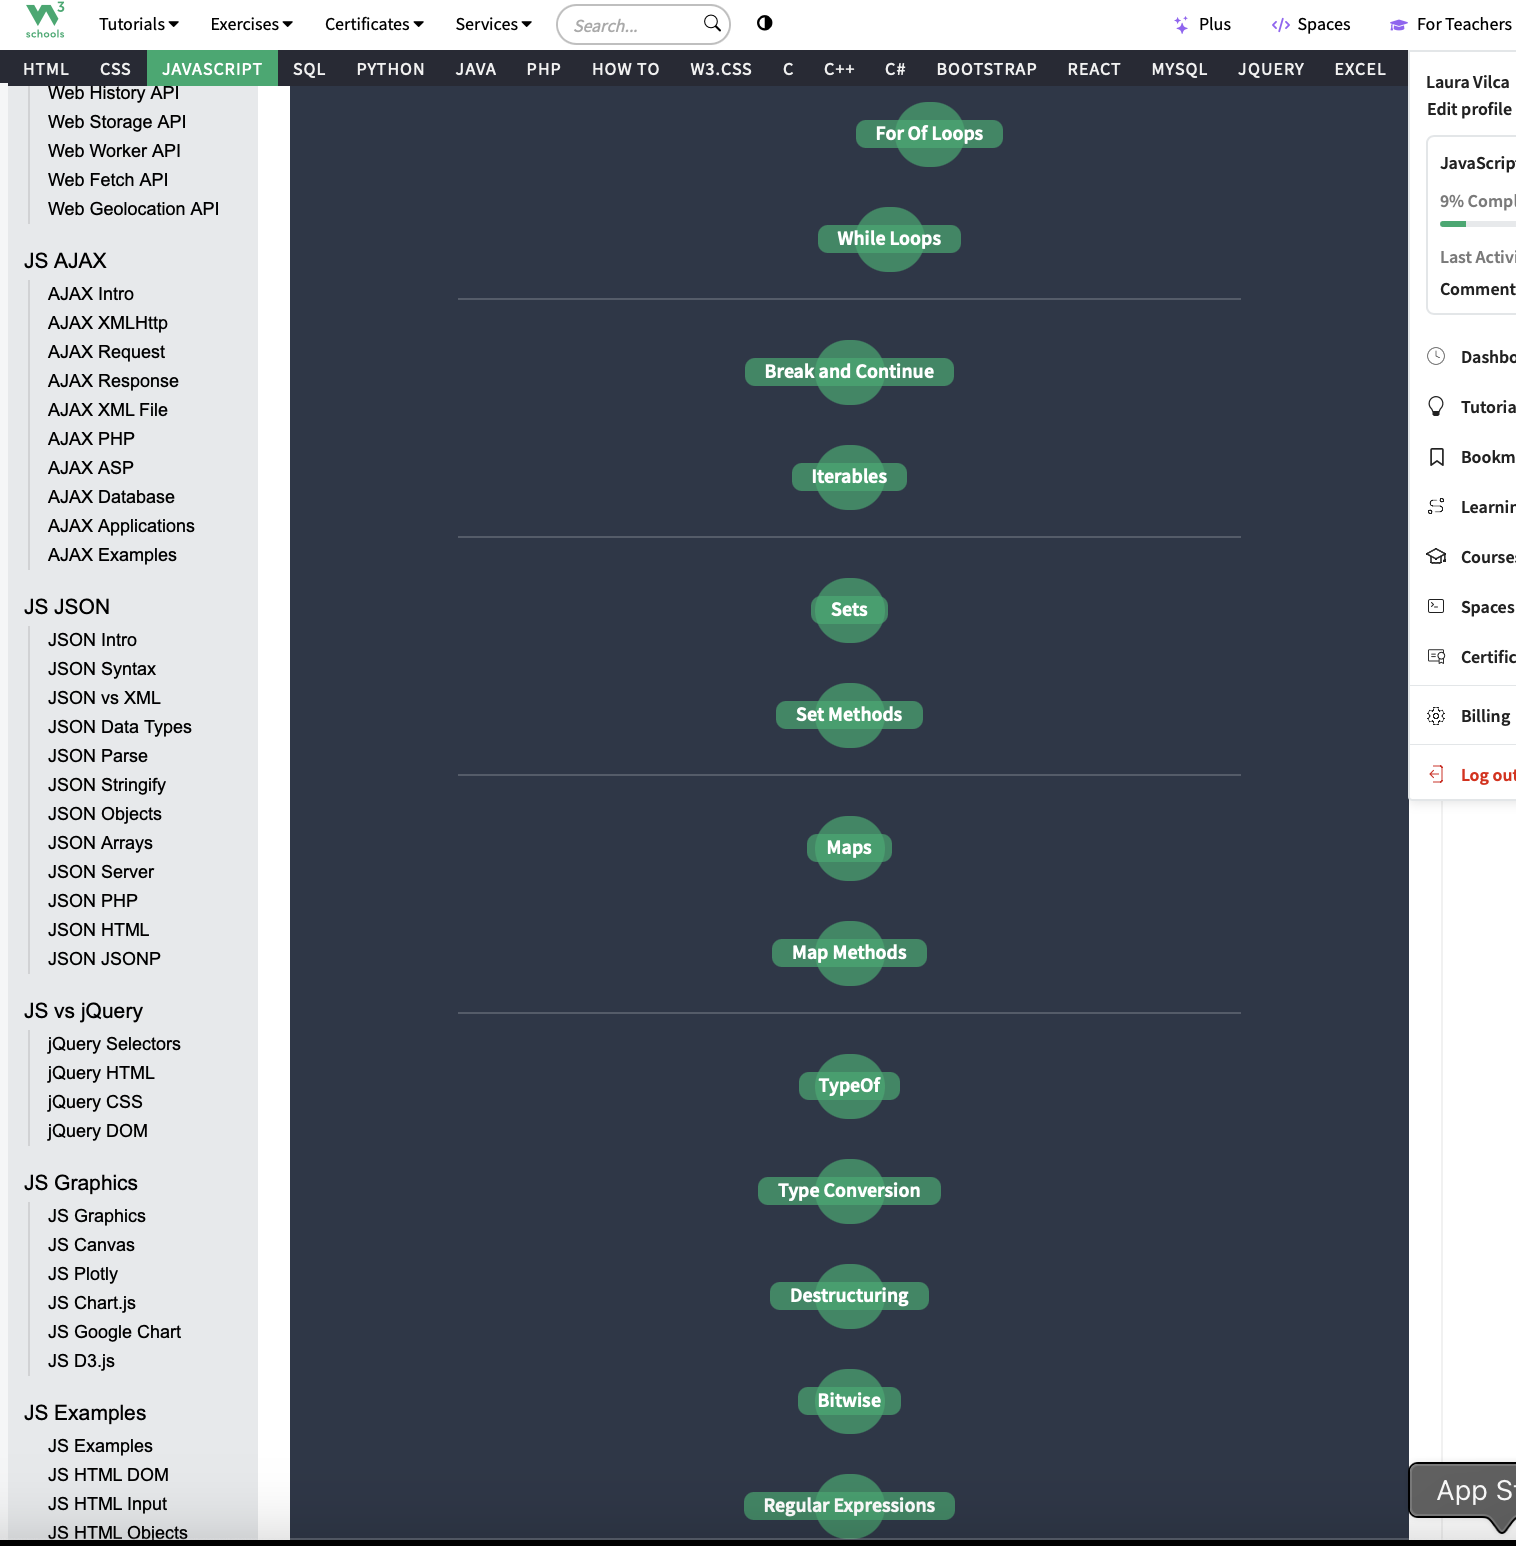 W3
schools
Tutorials
Exercises
Certificates
Services
Search...
Plus
Spaces
For Teachers
HTML CSS JAVASCRIPT SQL PYTHON JAVA PHP HOW TO W3.CSS C C++ C# BOOTSTRAP REACT MYSQL JQUERY EXCEL
Web History API
Web Storage API
Web Worker API
Web Fetch API
Web Geolocation API
JS AJAX
AJAX Intro
AJAX XMLHttp
AJAX Request
AJAX Response
AJAX XML File
AJAX PHP
AJAX ASP
AJAX Database
AJAX Applications
AJAX Examples
JS JSON
JSON Intro
JSON Syntax
JSON vs XML
JSON Data Types
JSON Parse
JSON Stringify
JSON Objects
JSON Arrays
JSON Server
JSON PHP
JSON HTML
JSON JSONP
JS vs jQuery
jQuery Selectors
jQuery HTML
jQuery CSS
jQuery DOM
JS Graphics
JS Graphics
JS Canvas
JS Plotly
JS Chart.js
JS Google Chart
JS D3.js
JS Examples
JS Examples
JS HTML DOM
JS HTML Input
JS HTML Objects
For Of Loops
While Loops
Break and Continue
Iterables
Sets
Set Methods
Maps
Map Methods
TypeOf
Type Conversion
Destructuring
Bitwise
Regular Expressions
Laura Vilca
Edit profile
JavaScrip
9% Compl
Last Activi
Comment
Dashbo
Tutoria
Bookm
Learnin
Courses
Spaces
Certific
Billing
Log out
App St